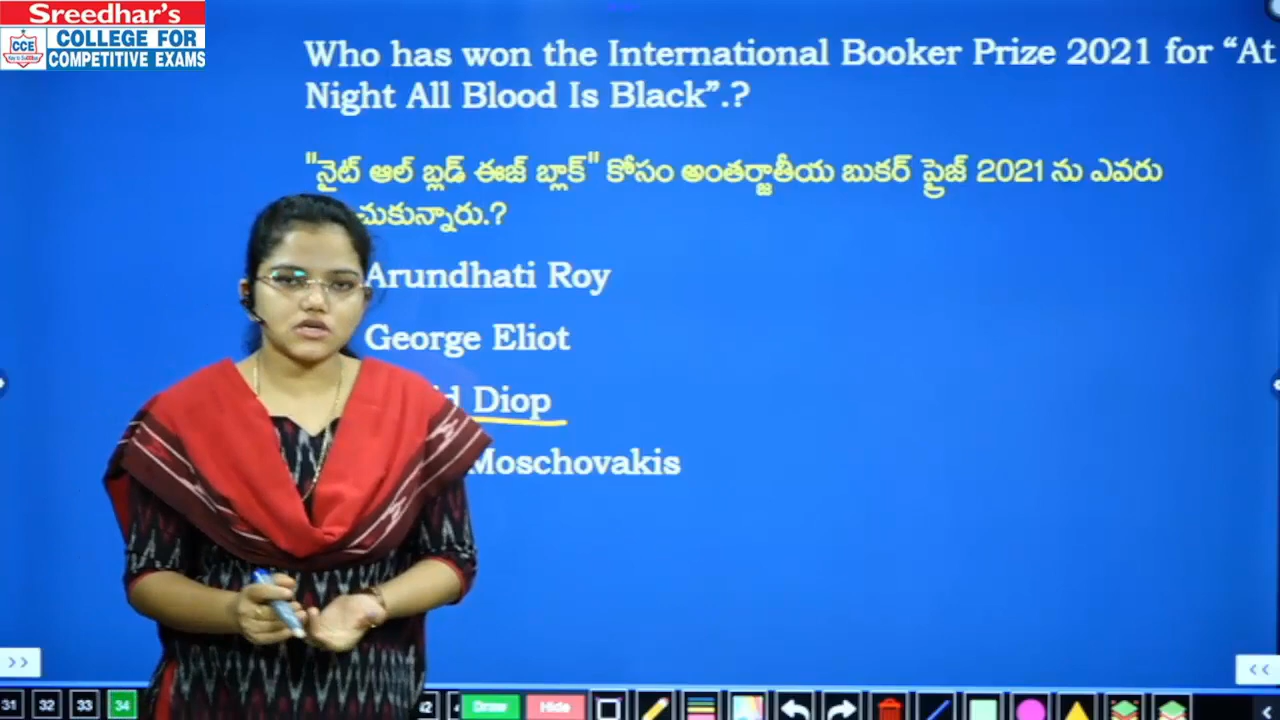 Sreedhar's
CCE
COLLEGE FOR
COMPETITIVE EXAMS
Who has won the International Booker Prize 2021 for “At
Night All Blood Is Black”.?
"నైట్ ఆల్ బ్లడ్ ఈజ్ బ్లాక్" కోసం అంతర్జాతీయ బుకర్ ప్రైజ్ 2021 ను ఎవరు
చుకున్నారు.?
Arundhati Roy
George Eliot
d Diop
Moschovakis
>>
<<
31 32 33 34 Draw Hide